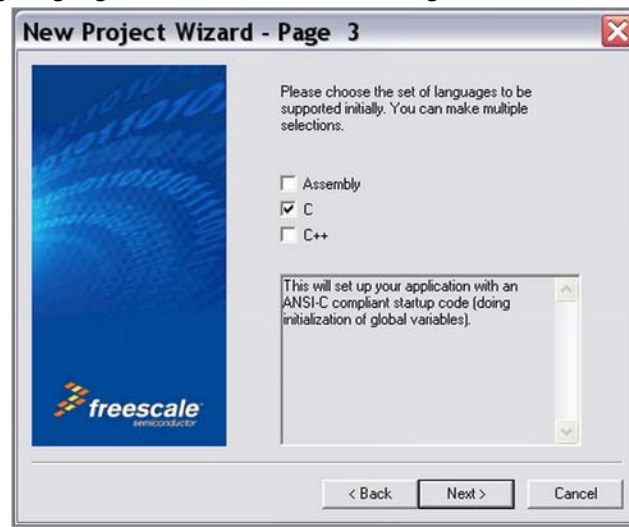 New Project Wizard - Page 3
Please choose the set of languages to be
supported initially. You can make multiple
selections.
Assembly
C
C++
This will set up your application with an
ANSI-C compliant startup code (doing
initialization of global variables).
freescale
semiconductor
< Back
Next >
Cancel